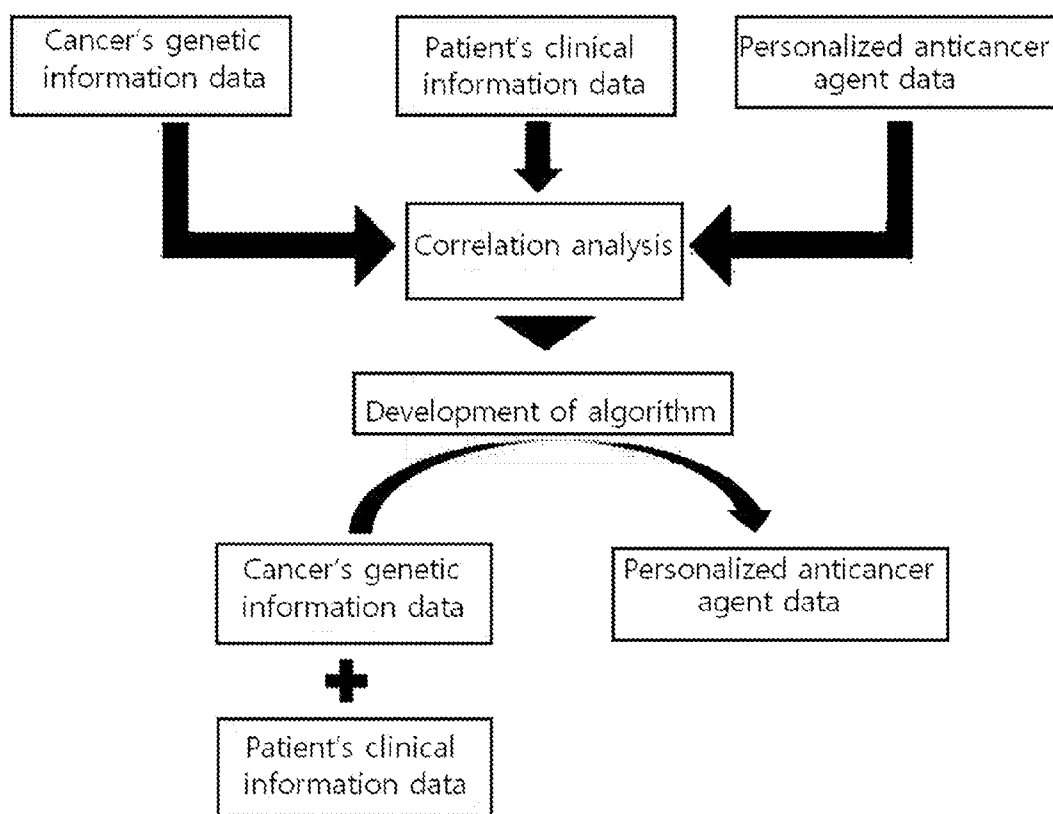 Cancer's genetic
information data
Patient's clinical
information data
Personalized anticancer
agent data
Correlation analysis
Development of algorithm
Cancer's genetic
information data
Personalized anticancer
agent data
Patient's clinical
information data